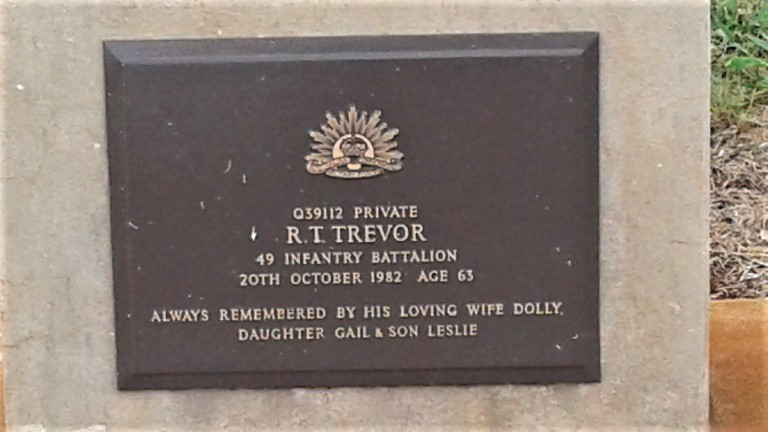 Q39112 PRIVATE
R.T. TREVOR
49 INFANTRY BATTALION
20TH OCTOBER 1982 AGE 63
ALWAYS REMEMBERED BY HIS LOVING WIFE DOLLY,
DAUGHTER GAIL & SON LESLIE